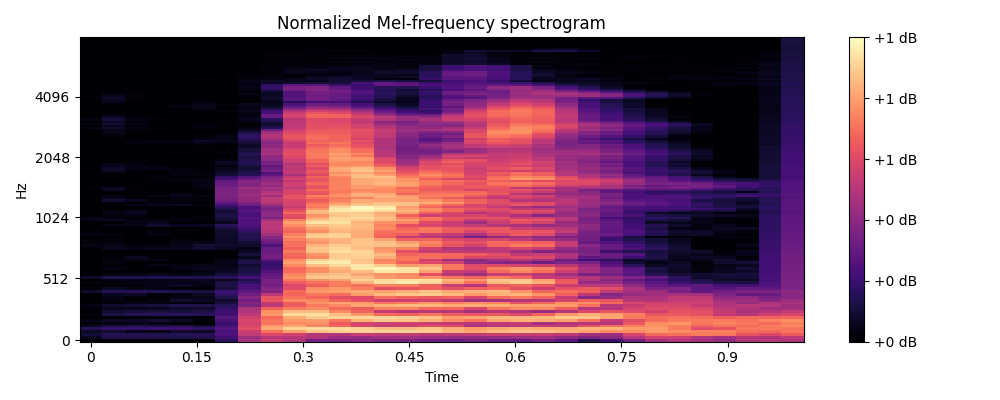 Normalized Mel-frequency spectrogram
Hz
4096
2048
1024
512
0
0 0.15 0.3 0.45 0.6 0.75 0.9
Time
+1 dB
+1 dB
+1 dB
+0 dB
+0 dB
+0 dB